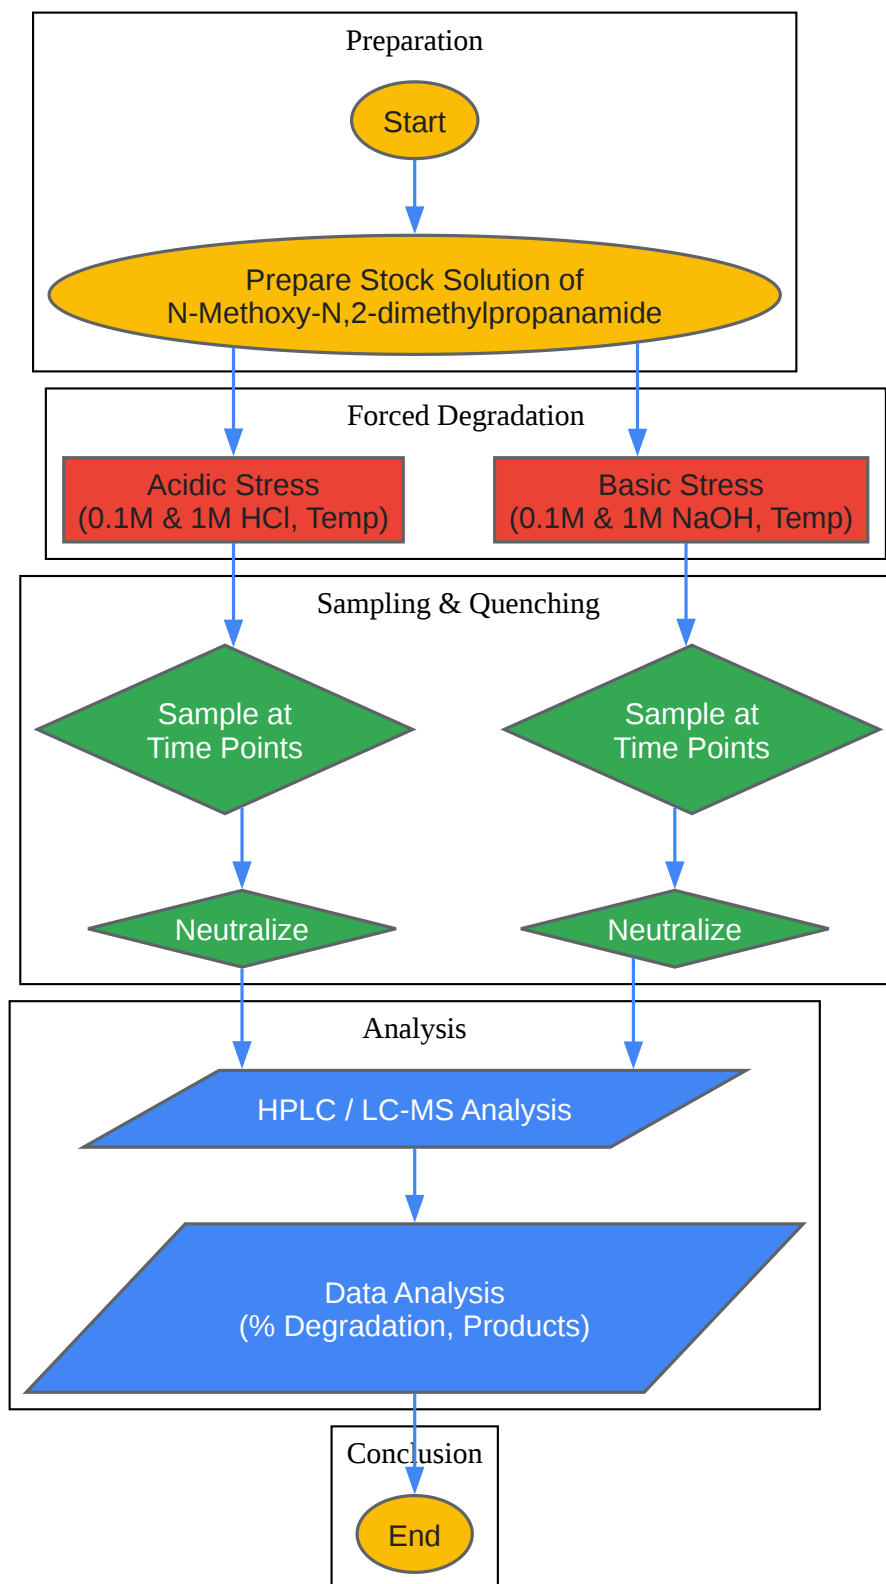 Preparation
Start
Prepare Stock Solution of
N-Methoxy-N,2-dimethylpropanamide
Forced Degradation
Acidic Stress
(0.1M & 1M HCl, Temp)
Basic Stress
(0.1M & 1M NaOH, Temp)
Sampling & Quenching
Sample at
Time Points
Sample at
Time Points
Neutralize
Neutralize
Analysis
HPLC / LC-MS Analysis
Data Analysis
(% Degradation, Products)
Conclusion
End